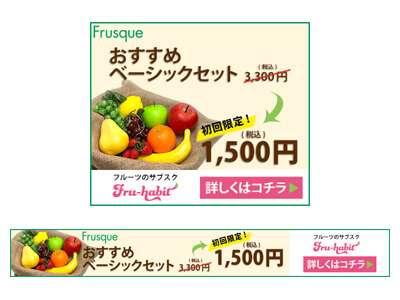 Frusque
おすすめ
ベーシックセット
(税込)
3,300円
初回限定!
(税込)
1,500円
フルーツのサブスク
Fru-habit
詳しくはコチラ▶
Frusque
おすすめ
ベーシックセット
(税込)
3,300円
初回限定!
(税込)
1,500円
フルーツのサブスク
Fru-habit
詳しくはコチラ▶